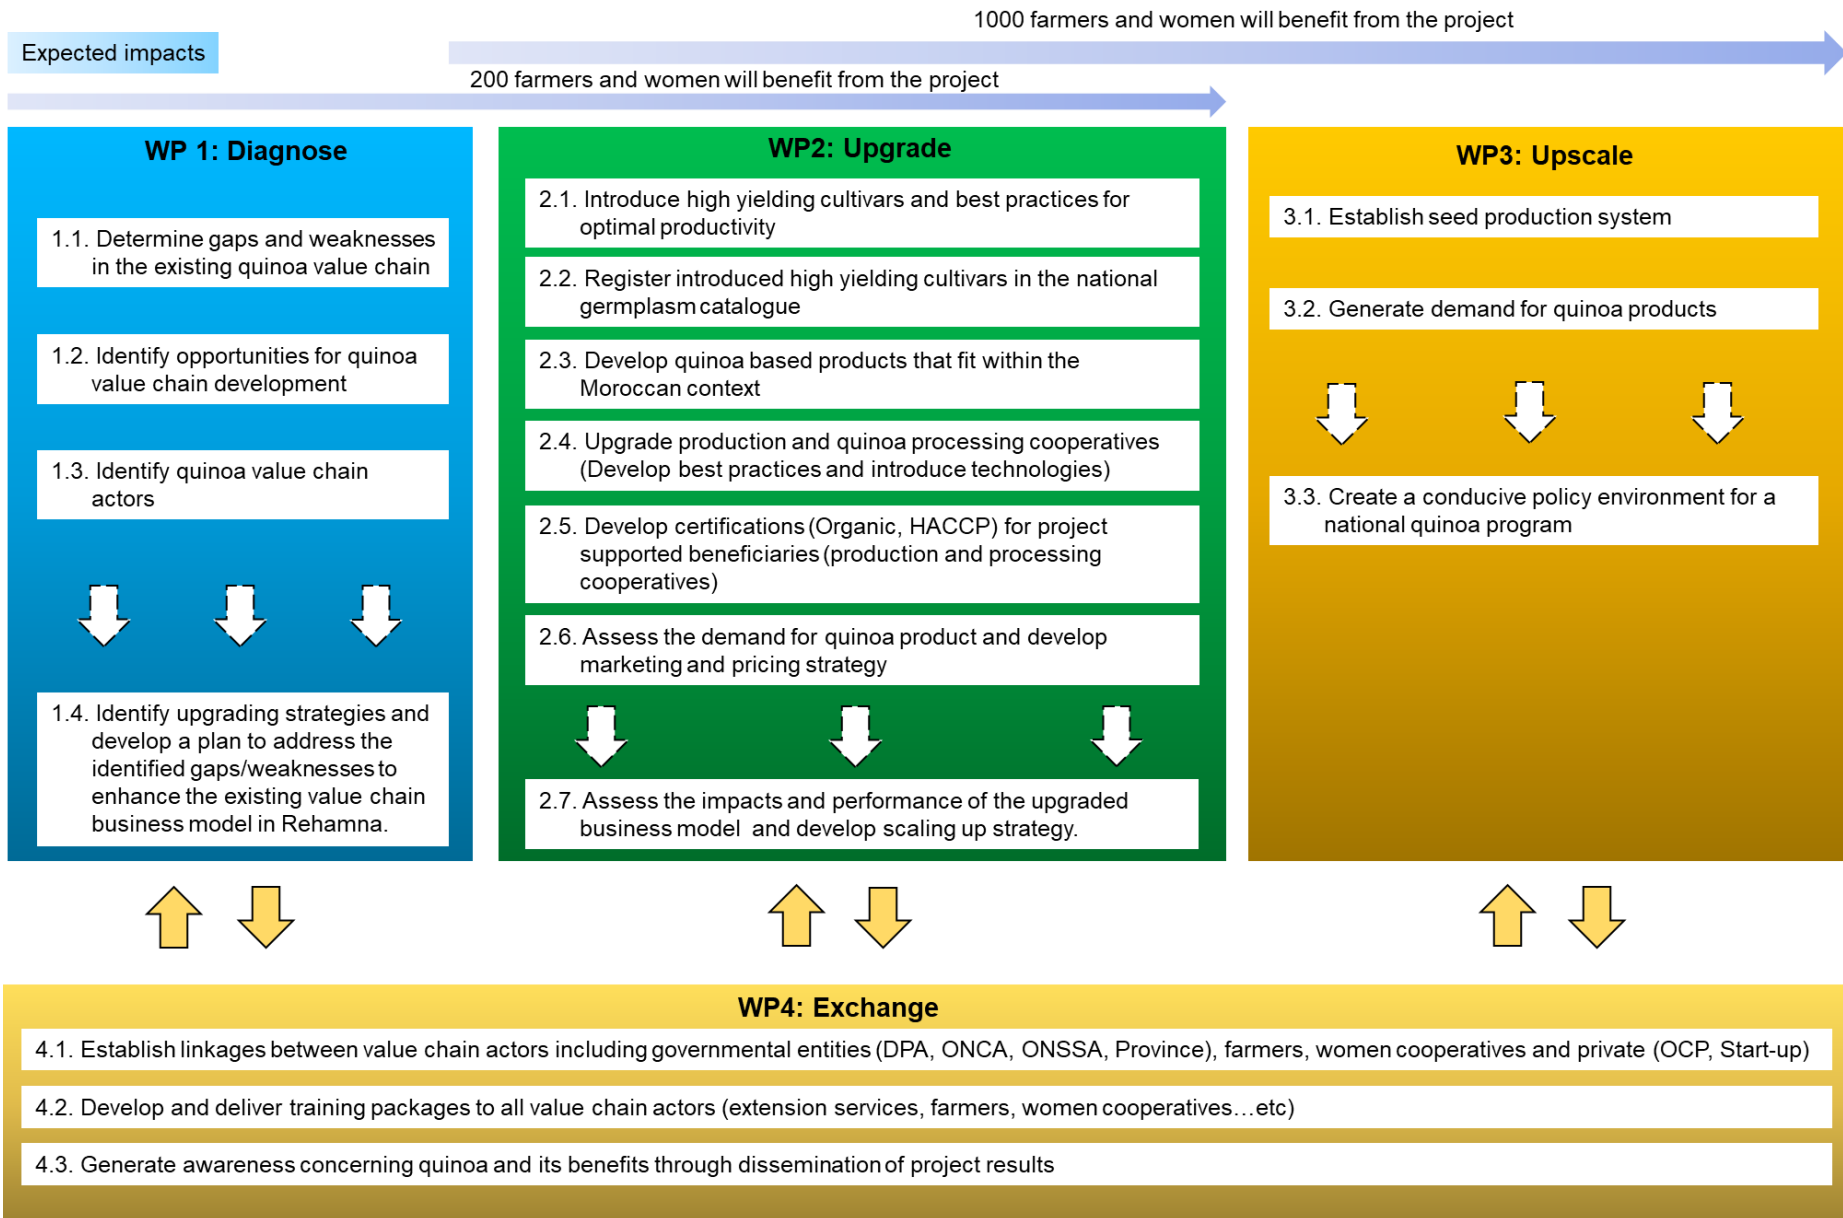 1000 farmers and women will benefit from the project
Expected impacts
200 farmers and women will benefit from the project
WP 1: Diagnose
1.1. Determine gaps and weaknesses
in the existing quinoa value chain
1.2. Identify opportunities for quinoa
value chain development
1.3. Identify quinoa value chain
actors
1.4. Identify upgrading strategies and
develop a plan to address the
identified gaps/weaknesses to
enhance the existing value chain
business model in Rehamna.
WP2: Upgrade
2.1. Introduce high yielding cultivars and best practices for
optimal productivity
2.2. Register introduced high yielding cultivars in the national
germplasm catalogue
2.3. Develop quinoa based products that fit within the
Moroccan context
2.4. Upgrade production and quinoa processing cooperatives
(Develop best practices and introduce technologies)
2.5. Develop certifications (Organic, HACCP) for project
supported beneficiaries (production and processing
cooperatives)
2.6. Assess the demand for quinoa product and develop
marketing and pricing strategy
2.7. Assess the impacts and performance of the upgraded
business model and develop scaling up strategy.
WP3: Upscale
3.1. Establish seed production system
3.2. Generate demand for quinoa products
3.3. Create a conducive policy environment for a
national quinoa program
WP4: Exchange
4.1. Establish linkages between value chain actors including governmental entities (DPA, ONCA, ONSSA, Province), farmers, women cooperatives and private (OCP, Start-up)
4.2. Develop and deliver training packages to all value chain actors (extension services, farmers, women cooperatives…etc)
4.3. Generate awareness concerning quinoa and its benefits through dissemination of project results